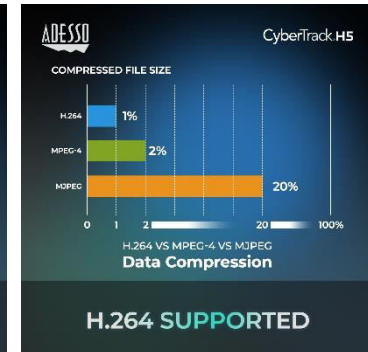 ADESSO
CyberTrack H5
COMPRESSED FILE SIZE
H.264 1%
MPEG-4 2%
MJPEG 20%
0 1 2 20 100%
H.264 VS MPEG-4 VS MJPEG
Data Compression
H.264 SUPPORTED